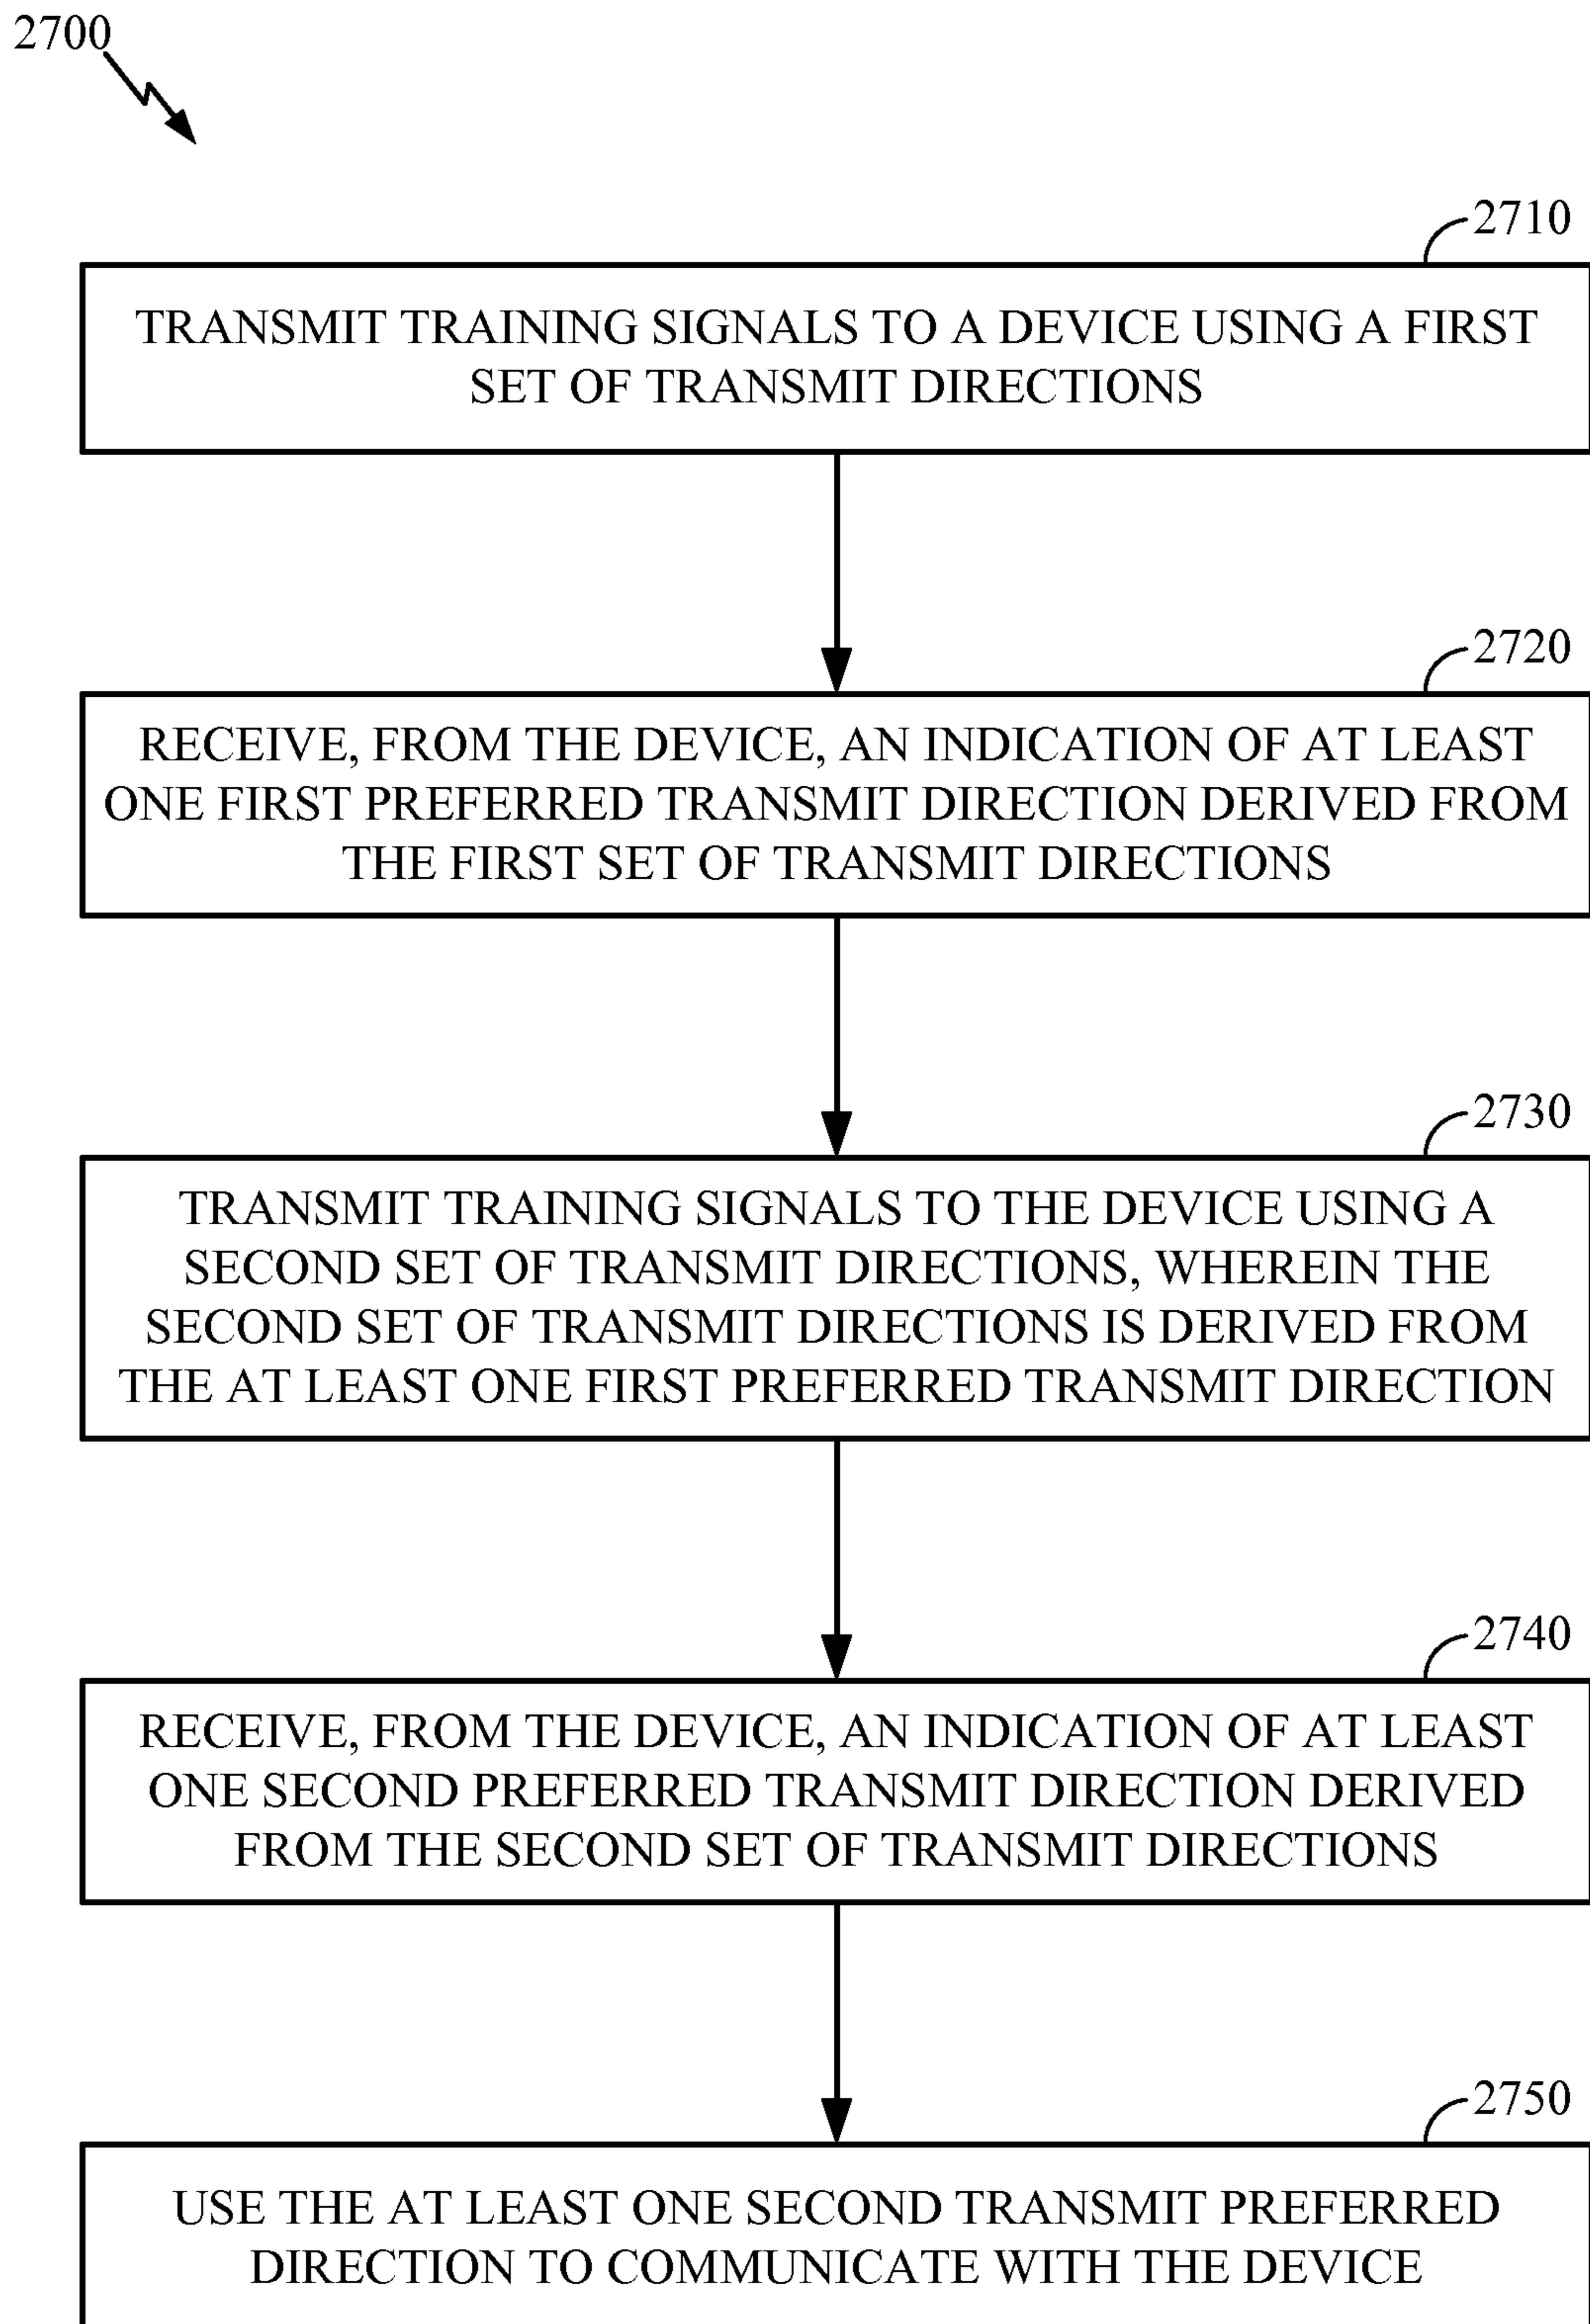 2700
2710
TRANSMIT TRAINING SIGNALS TO A DEVICE USING A FIRST
SET OF TRANSMIT DIRECTIONS
2720
RECEIVE, FROM THE DEVICE, AN INDICATION OF AT LEAST
ONE FIRST PREFERRED TRANSMIT DIRECTION DERIVED FROM
THE FIRST SET OF TRANSMIT DIRECTIONS
2730
TRANSMIT TRAINING SIGNALS TO THE DEVICE USING A
SECOND SET OF TRANSMIT DIRECTIONS, WHEREIN THE
SECOND SET OF TRANSMIT DIRECTIONS IS DERIVED FROM
THE AT LEAST ONE FIRST PREFERRED TRANSMIT DIRECTION
2740
RECEIVE, FROM THE DEVICE, AN INDICATION OF AT LEAST
ONE SECOND PREFERRED TRANSMIT DIRECTION DERIVED
FROM THE SECOND SET OF TRANSMIT DIRECTIONS
2750
USE THE AT LEAST ONE SECOND TRANSMIT PREFERRED
DIRECTION TO COMMUNICATE WITH THE DEVICE